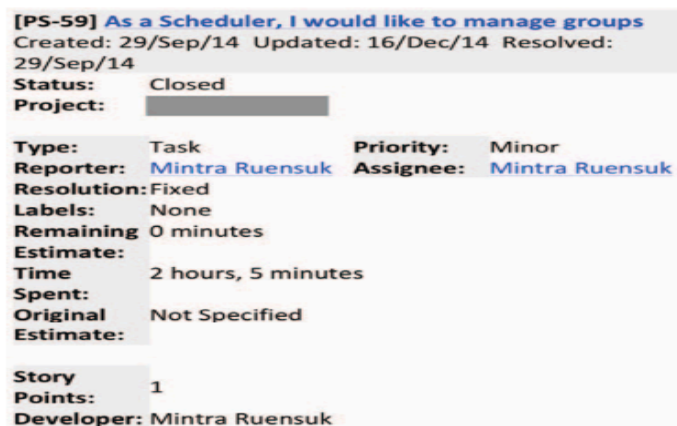 [PS-59] As a Scheduler, I would like to manage groups
Created: 29/Sep/14 Updated: 16/Dec/14 Resolved:
29/Sep/14
Status: Closed
Project:
Type: Task Priority: Minor
Reporter: Mintra Ruensuk Assignee: Mintra Ruensuk
Resolution: Fixed
Labels: None
Remaining 0 minutes
Estimate:
Time 2 hours, 5 minutes
Spent:
Original Not Specified
Estimate:
Story
Points: 1
Developer: Mintra Ruensuk